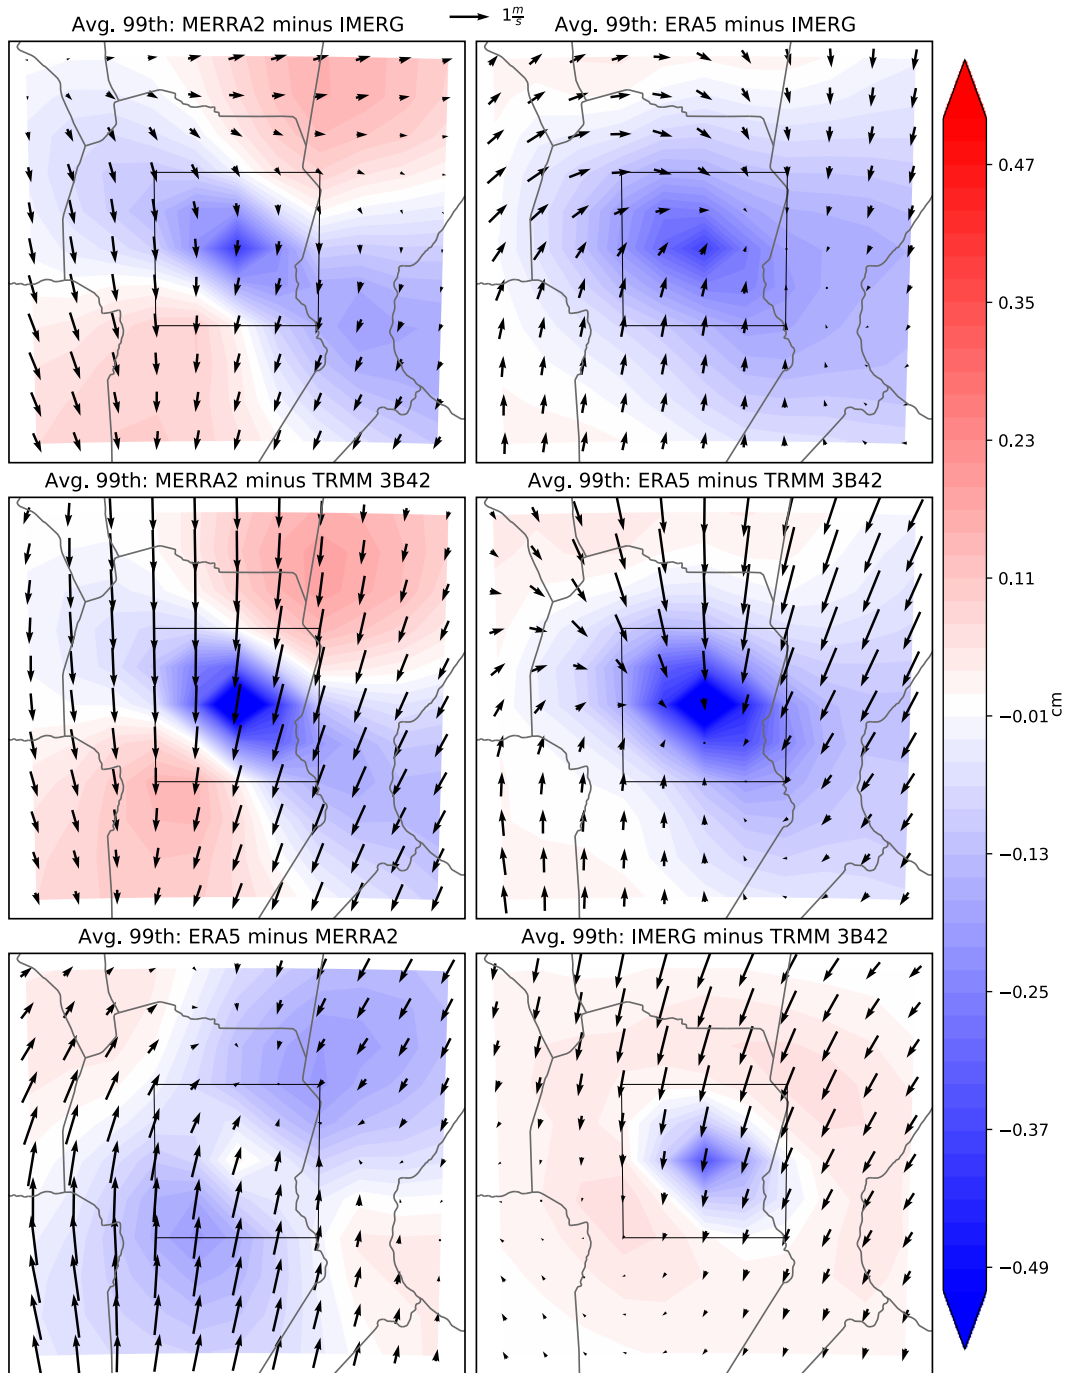 1 m/s
Avg. 99th: MERRA2 minus IMERG
Avg. 99th: ERA5 minus IMERG
Avg. 99th: MERRA2 minus TRMM 3B42
Avg. 99th: ERA5 minus TRMM 3B42
Avg. 99th: ERA5 minus MERRA2
Avg. 99th: IMERG minus TRMM 3B42
0.47
0.35
0.23
0.11
−0.01
−0.13
−0.25
−0.37
−0.49
cm